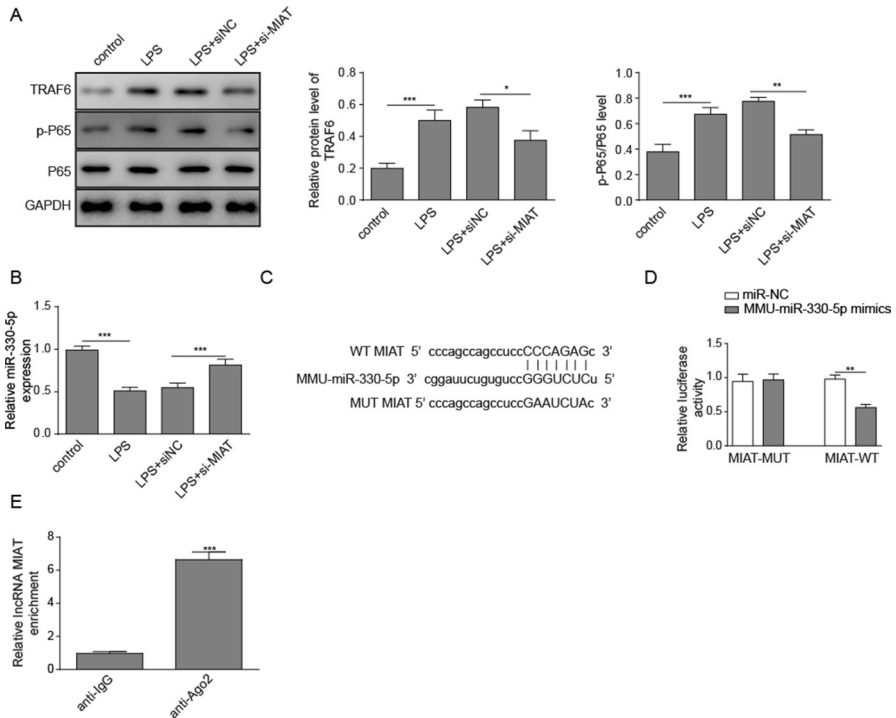 A
control
LPS
LPS+siNC
LPS+si-MIAT
TRAF6
p-P65
P65
GAPDH
Relative protein level of
TRAF6
0.8
0.6
0.4
0.2
0.0
***
*
control
LPS
LPS+siNC
LPS+si-MIAT
p-P65/P65 level
1.0
0.8
0.6
0.4
0.2
0.0
***
**
control
LPS
LPS+siNC
LPS+si-MIAT
B
Relative miR-330-5p
expression
1.5
1.0
0.5
0.0
***
***
control
LPS
LPS+siNC
LPS+si-MIAT
C
WT MIAT 5' cccagccagccuccCCCAGAGc 3'
MMU-miR-330-5p 3' cggauucuguguccGGGUCUCu 5'
MUT MIAT 5' cccagccagccuccGAAUCUAc 3'
D
miR-NC
MMU-miR-330-5p mimics
Relative luciferase
activity
1.5
1.0
0.5
0.0
**
MIAT-MUT
MIAT-WT
E
Relative lncRNA MIAT
enrichment
8
6
4
2
0
***
anti-IgG
anti-Ago2